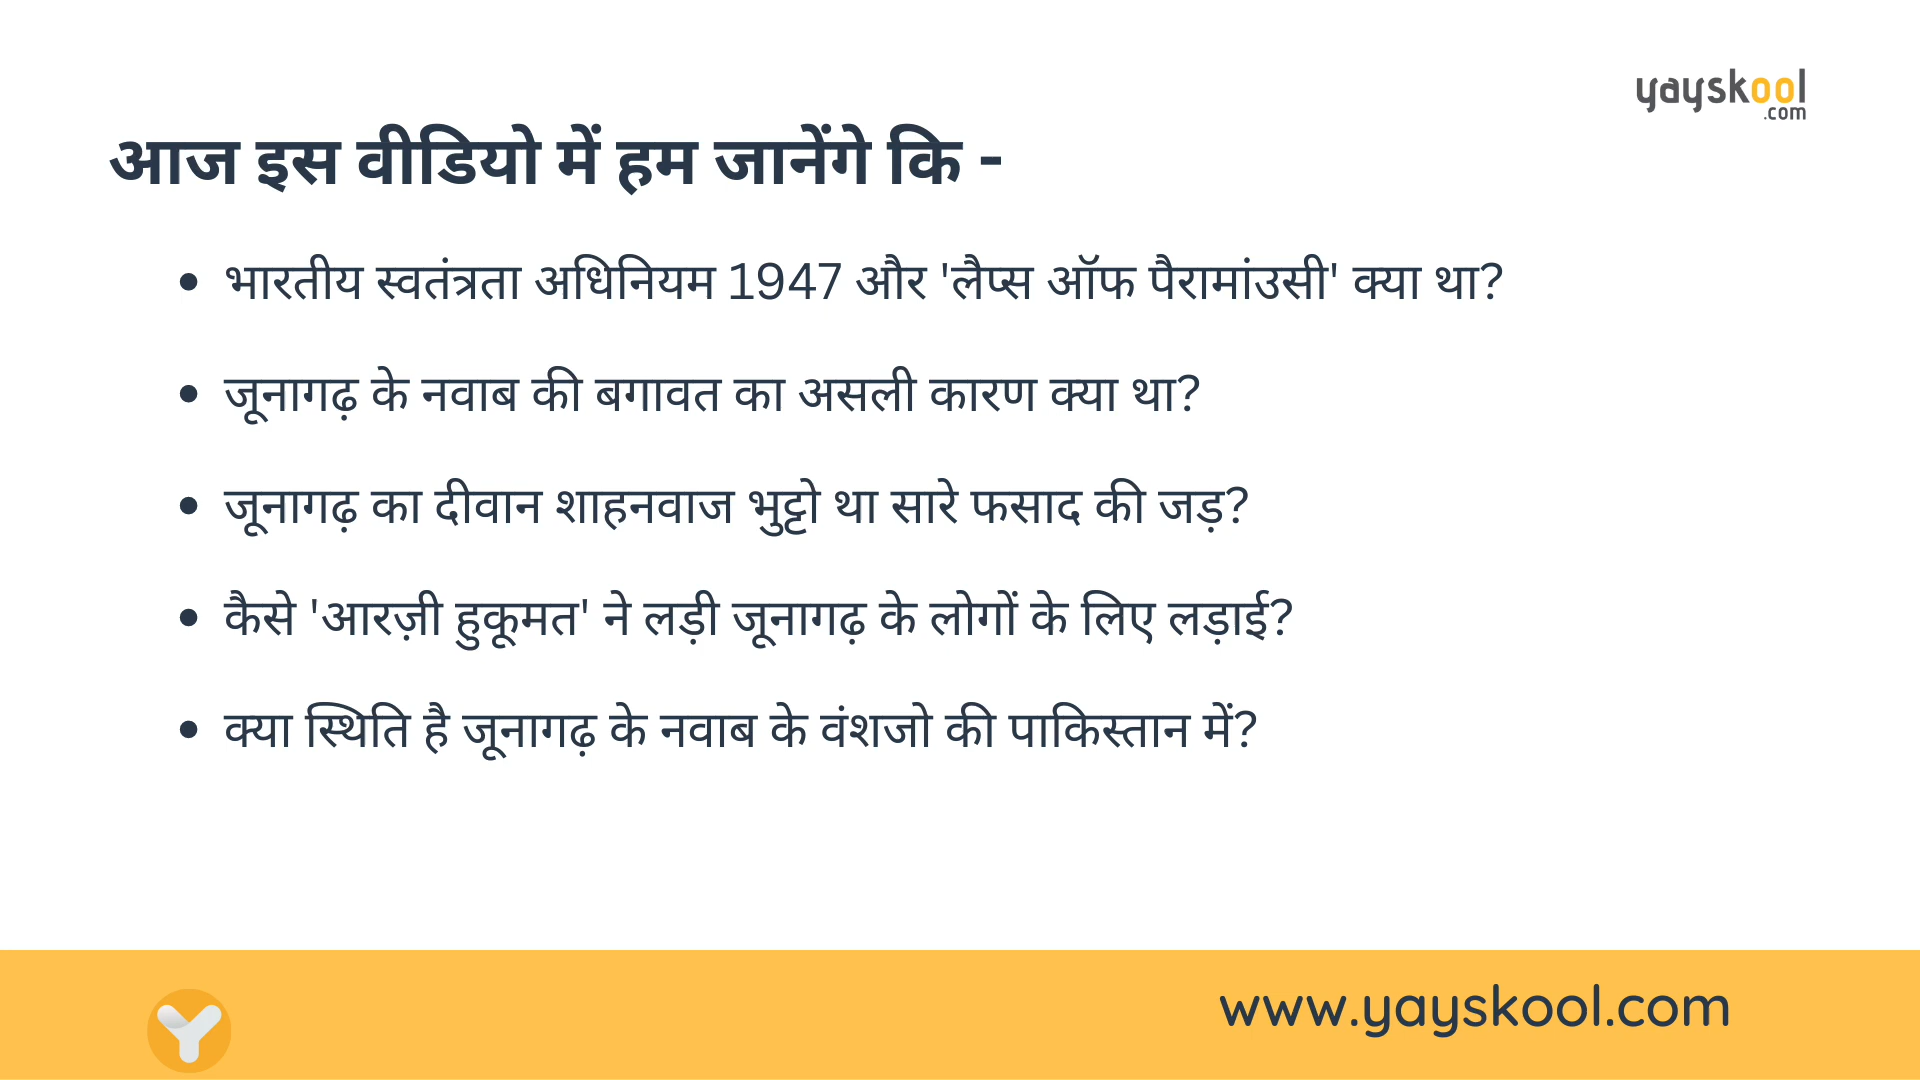 yayskool
.com
आज इस वीडियो में हम जानेंगे कि -
• भारतीय स्वतंत्रता अधिनियम 1947 और 'लैप्स ऑफ पैरामांउसी' क्या था?
• जूनागढ़ के नवाब की बगावत का असली कारण क्या था?
• जूनागढ़ का दीवान शाहनवाज भुट्टो था सारे फसाद की जड़?
• कैसे 'आरज़ी हुकूमत' ने लड़ी जूनागढ़ के लोगों के लिए लड़ाई?
• क्या स्थिति है जूनागढ़ के नवाब के वंशजो की पाकिस्तान में?
Y
www.yayskool.com